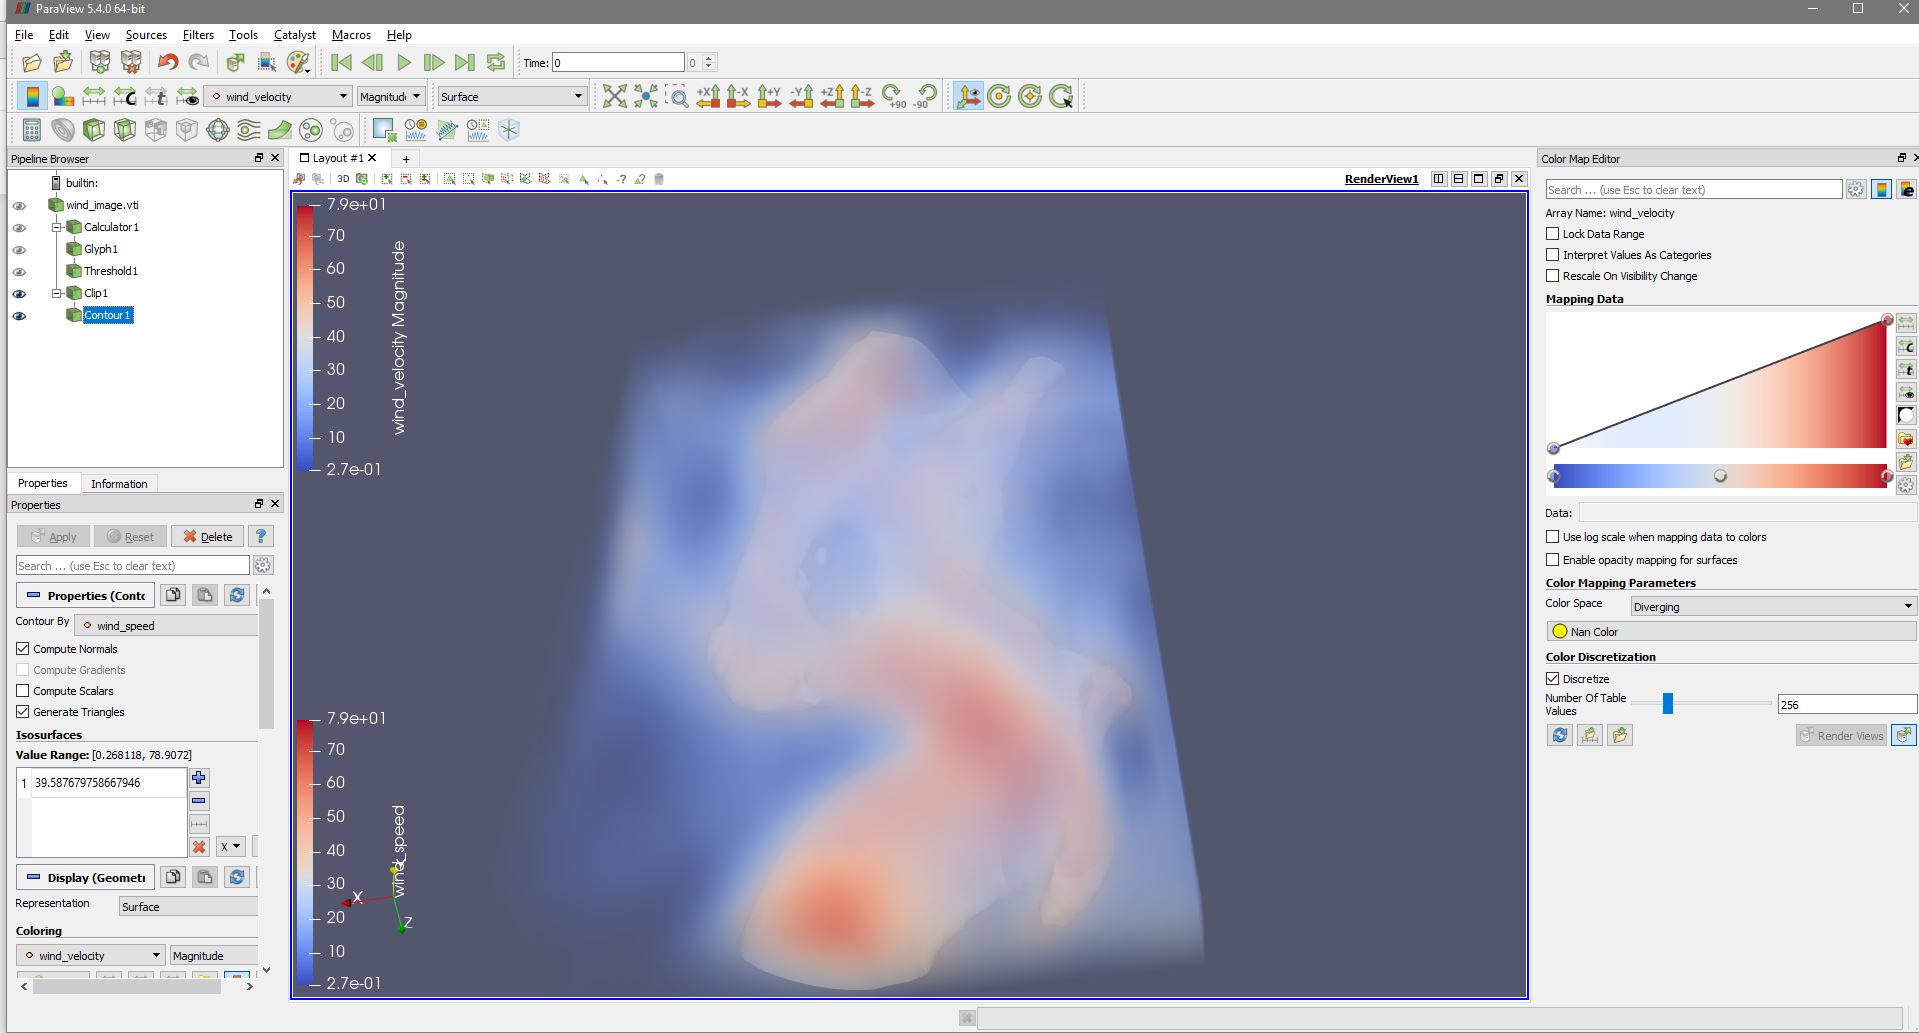 ParaView 5.4.0 64-bit
File Edit View Sources Filters Tools Catalyst Macros Help
Time: 0 0
wind_velocity Magnitude Surface
+X -X +Y -Y +Z -Z +90 -90
Pipeline Browser
builtin:
wind_image.vti
Calculator1
Glyph1
Threshold1
Clip1
Contour1
Properties Information
Properties
Apply Reset Delete ?
Search ... (use Esc to clear text)
Properties (Conto
Contour By wind_speed
Compute Normals
Compute Gradients
Compute Scalars
Generate Triangles
Isosurfaces
Value Range: [0.268118, 78.9072]
1 39.587679758667946
X
Display (Geometr
Representation Surface
Coloring
wind_velocity Magnitude
Layout #1 +
3D RenderView1
7.9e+01
70
60
50
40
30
20
10
2.7e-01
wind_velocity Magnitude
7.9e+01
70
60
50
40
30
20
10
2.7e-01
wind_speed
X
Z
Color Map Editor
Search ... (use Esc to clear text)
Array Name: wind_velocity
Lock Data Range
Interpret Values As Categories
Rescale On Visibility Change
Mapping Data
Data:
Use log scale when mapping data to colors
Enable opacity mapping for surfaces
Color Mapping Parameters
Color Space Diverging
Nan Color
Color Discretization
Discretize
Number Of Table
Values 256
Render Views